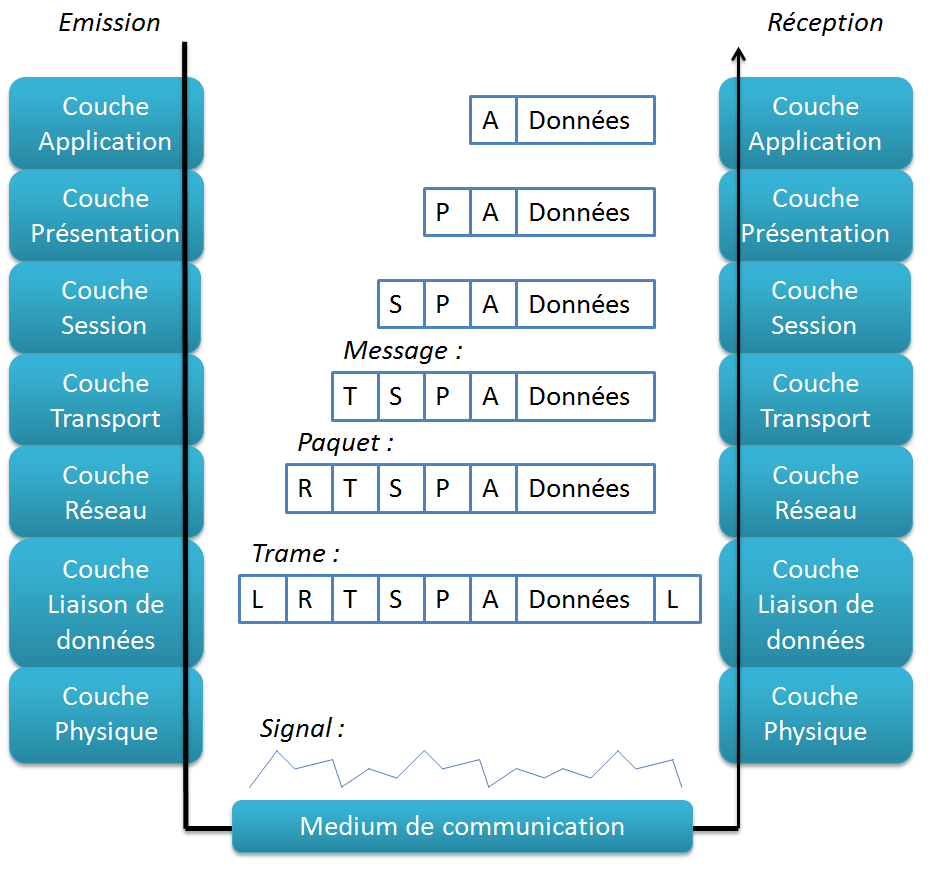 Emission
Réception
Couche
Application
A Données
Couche
Application
Couche
Présentation
P A Données
Couche
Présentation
Couche
Session
S P A Données
Couche
Session
Message :
Couche
Transport
T S P A Données
Couche
Transport
Paquet :
Couche
Réseau
R T S P A Données
Couche
Réseau
Trame :
Couche
Liaison de
données
L R T S P A Données L
Couche
Liaison de
données
Couche
Physique
Signal :
Couche
Physique
Medium de communication